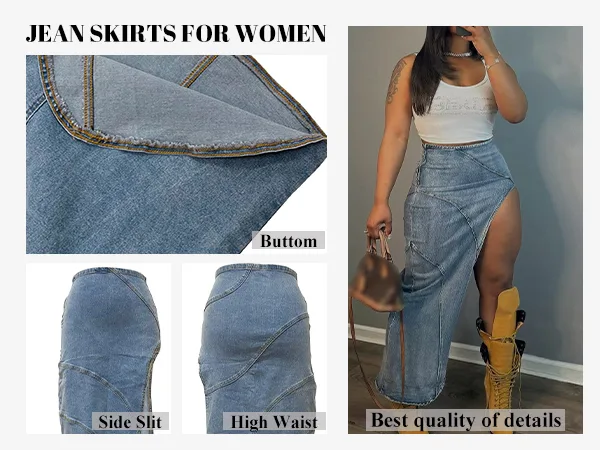 JEAN SKIRTS FOR WOMEN
Buttom
Side Slit
High Waist
Best quality of details